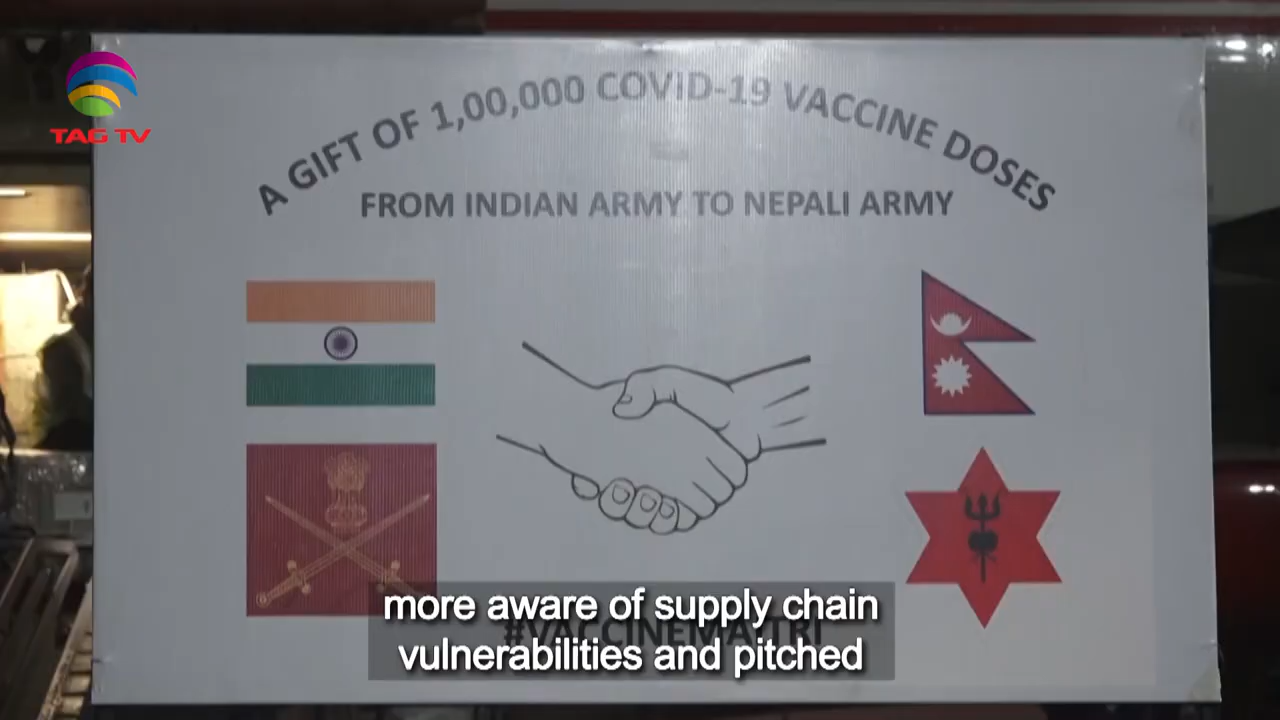 TAG TV
A GIFT OF 1,00,000 COVID-19 VACCINE DOSES
FROM INDIAN ARMY TO NEPALI ARMY
#VACCINEMAITRI
more aware of supply chain
vulnerabilities and pitched